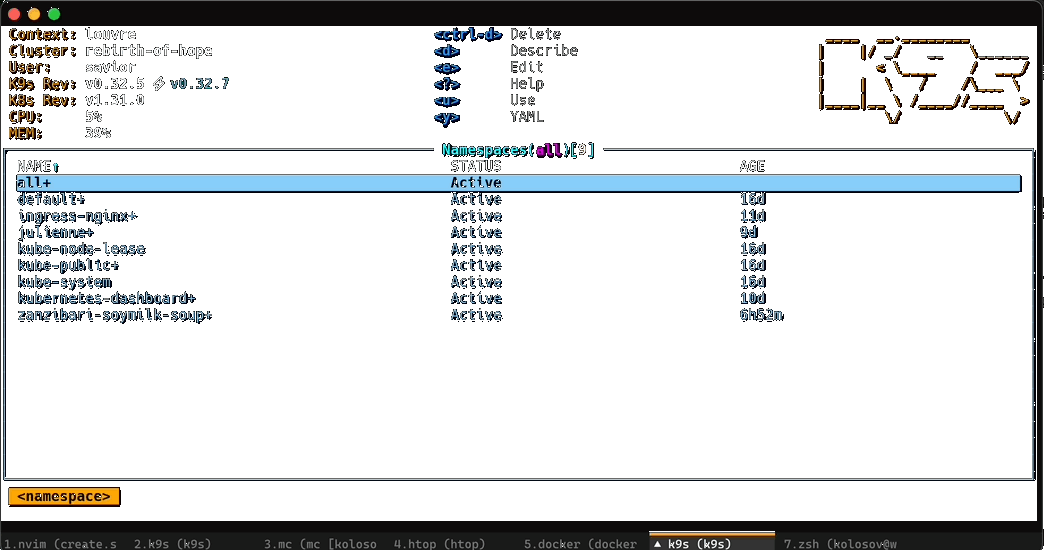 Context: louvre
Cluster: rebirth-of-hope
User: savior
K9s Rev: v0.32.5 ⚡v0.32.7
K8s Rev: v1.31.0
CPU: 5%
MEM: 39%
<ctrl-d> Delete
<d> Describe
<e> Edit
<?> Help
<u> Use
<y> YAML
K9s
Namespaces(all)[9]
NAME↑ STATUS AGE
all+ Active
default+ Active 16d
ingress-nginx+ Active 11d
julienne+ Active 9d
kube-node-lease Active 16d
kube-public+ Active 16d
kube-system Active 16d
kubernetes-dashboard+ Active 10d
zanzibari-soymilk-soup+ Active 6h52m
<namespace>
1.nvim (create.s 2.k9s (k9s) 3.mc (mc [koloso 4.htop (htop) 5.docker (docker ▲ k9s (k9s) 7.zsh (kolosov@w